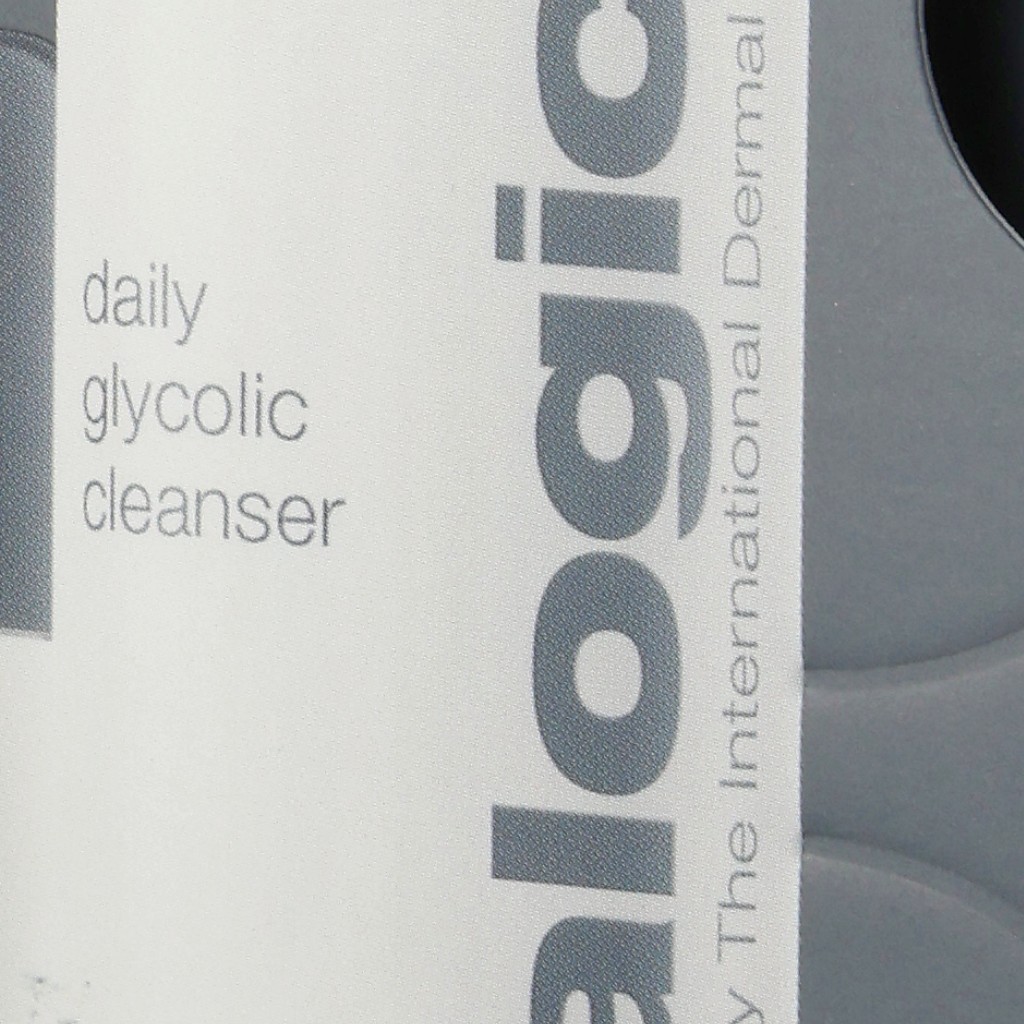 daily
glycolic
cleanser
alogic
y The International Dermal